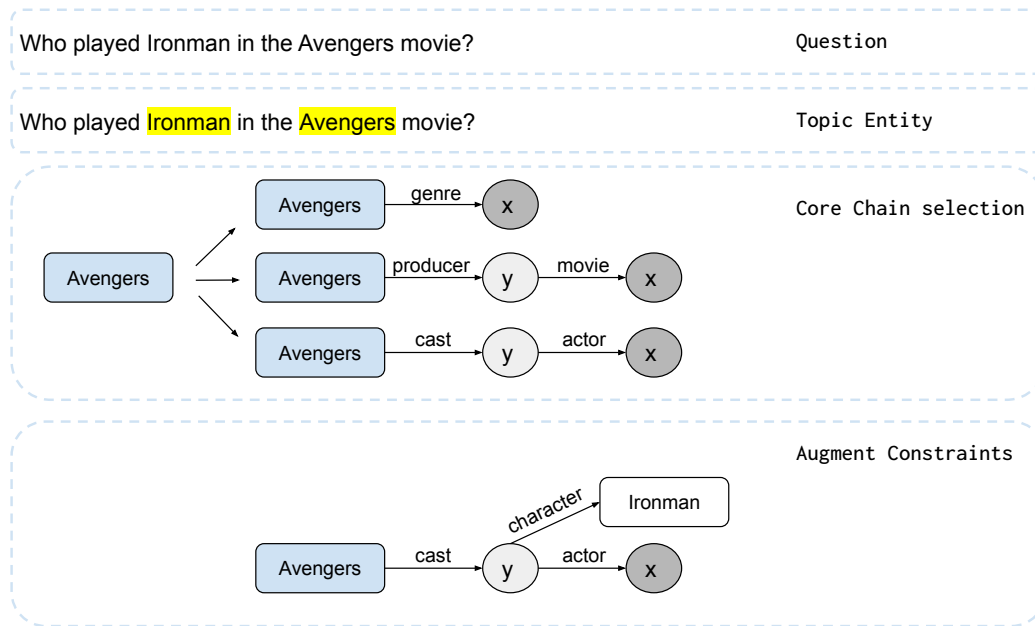 Who played Ironman in the Avengers movie?
Question
Who played Ironman in the Avengers movie?
Topic Entity
Core Chain selection
Avengers
Avengers
genre
x
Avengers
producer
y
movie
x
Avengers
cast
y
actor
x
Augment Constraints
character
Ironman
Avengers
cast
y
actor
x